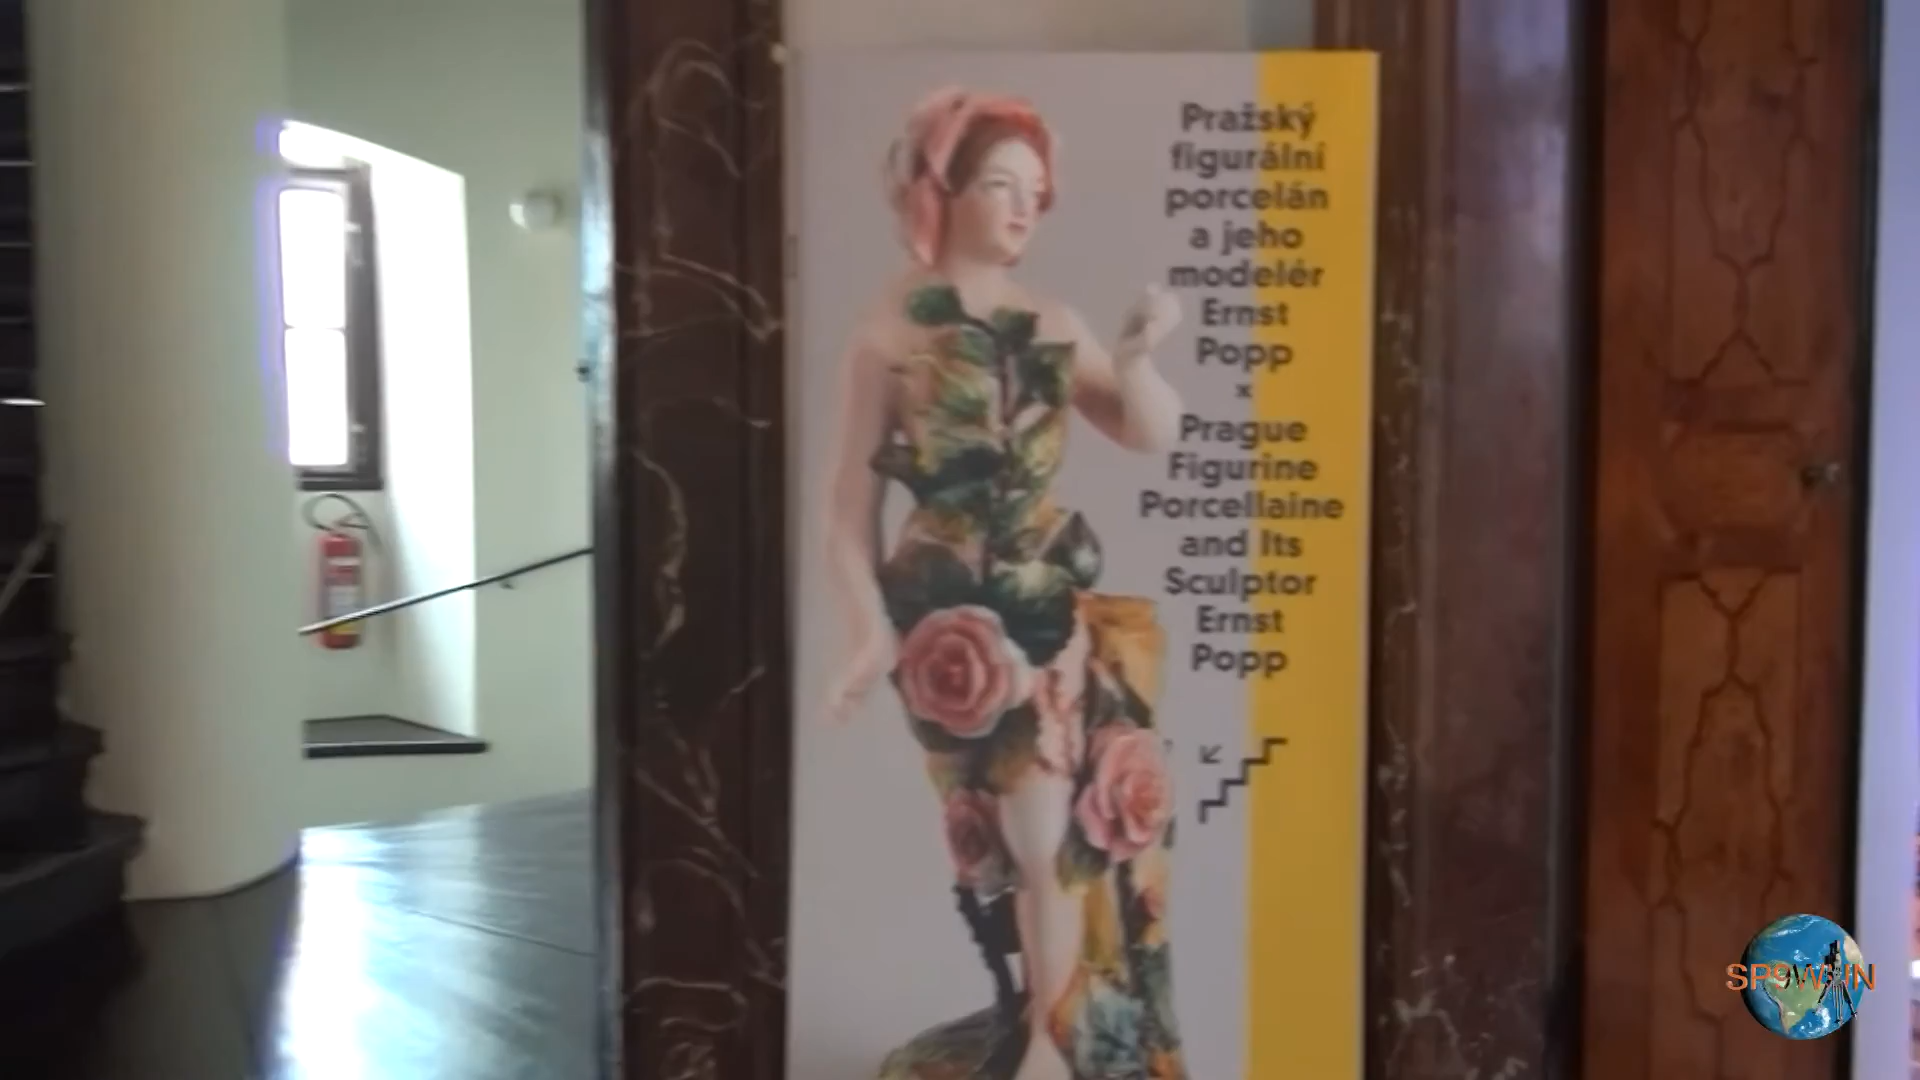 Pražský
figurální
porcelán
a jeho
modelér
Ernst
Popp
x
Prague
Figurine
Porcellaine
and Its
Sculptor
Ernst
Popp